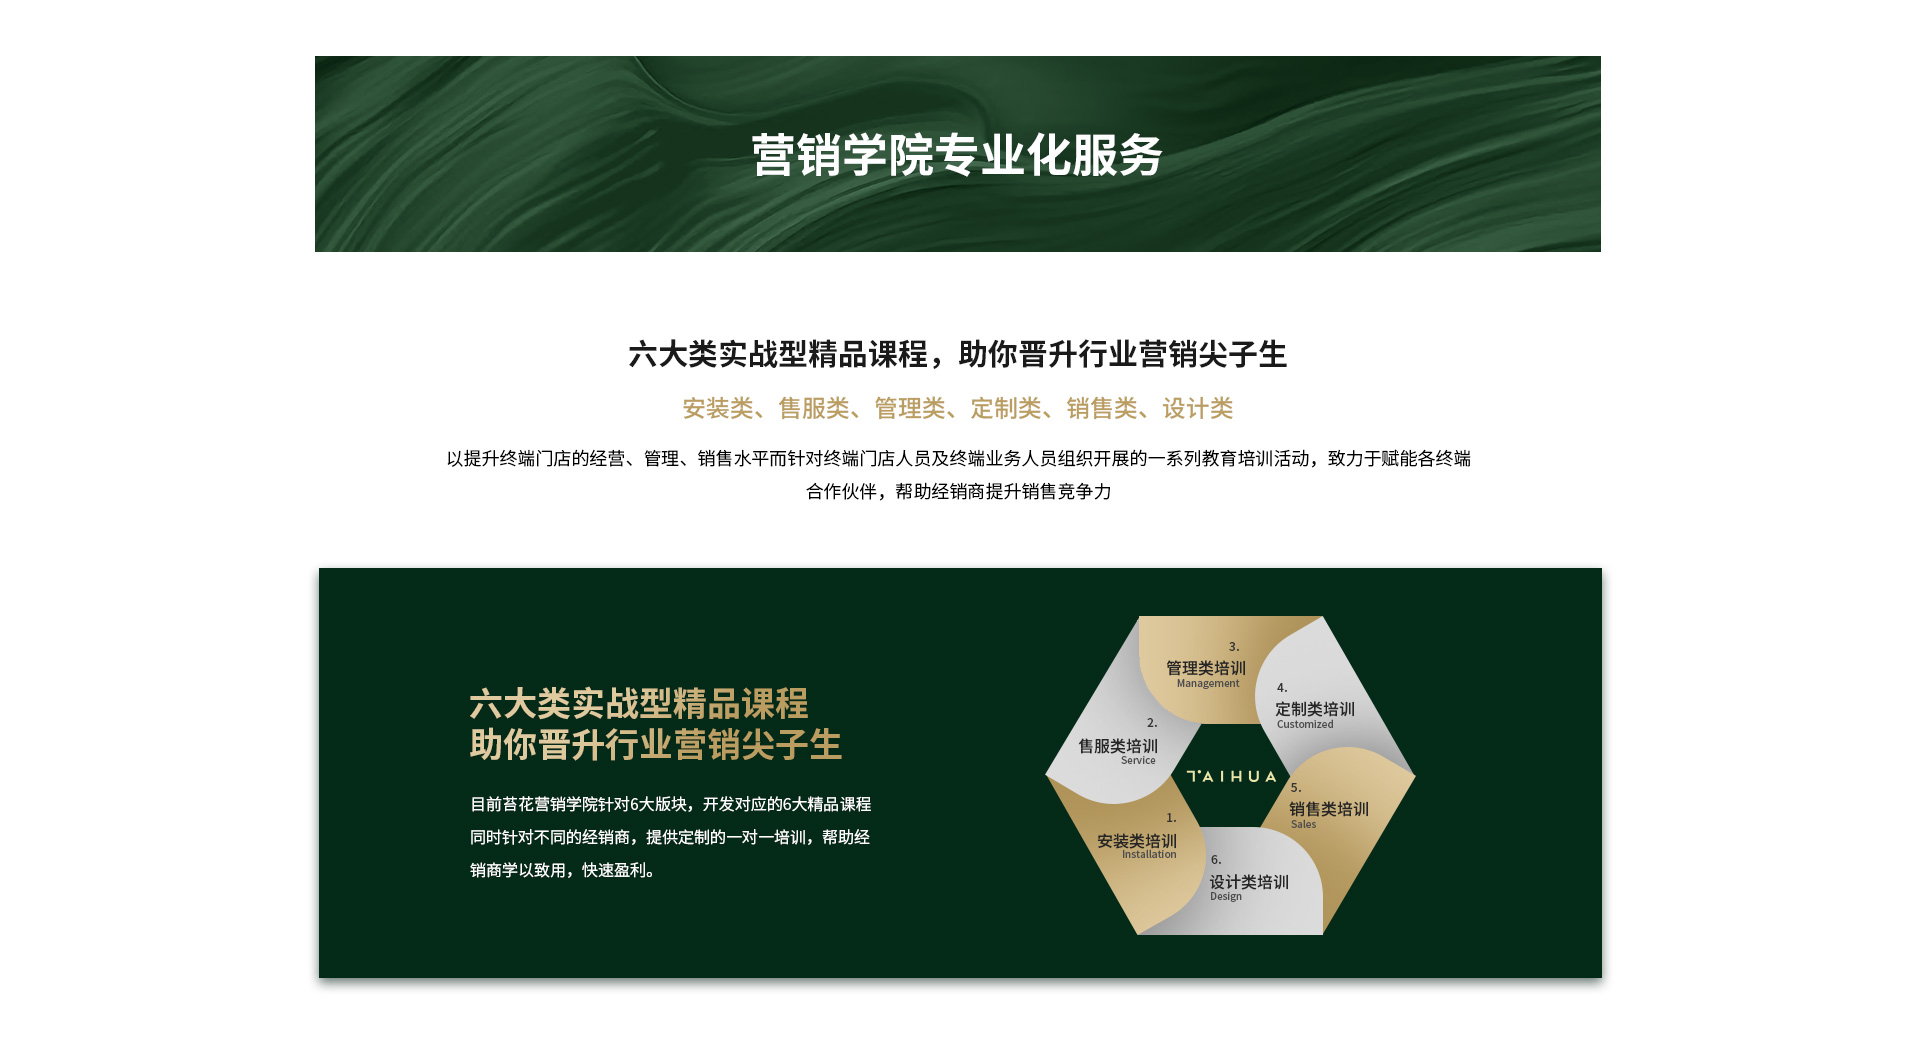 营销学院专业化服务
六大类实战型精品课程，助你晋升行业营销尖子生
安装类、售服类、管理类、定制类、销售类、设计类
以提升终端门店的经营、管理、销售水平而针对终端门店人员及终端业务人员组织开展的一系列教育培训活动，致力于赋能各终端
合作伙伴，帮助经销商提升销售竞争力
六大类实战型精品课程
助你晋升行业营销尖子生
目前苔花营销学院针对6大版块，开发对应的6大精品课程
同时针对不同的经销商，提供定制的一对一培训，帮助经
销商学以致用，快速盈利。
3.
管理类培训
Management
4.
定制类培训
Customized
2.
售服类培训
Service
TAIHUA
5.
销售类培训
Sales
1.
安装类培训
Installation
6.
设计类培训
Design